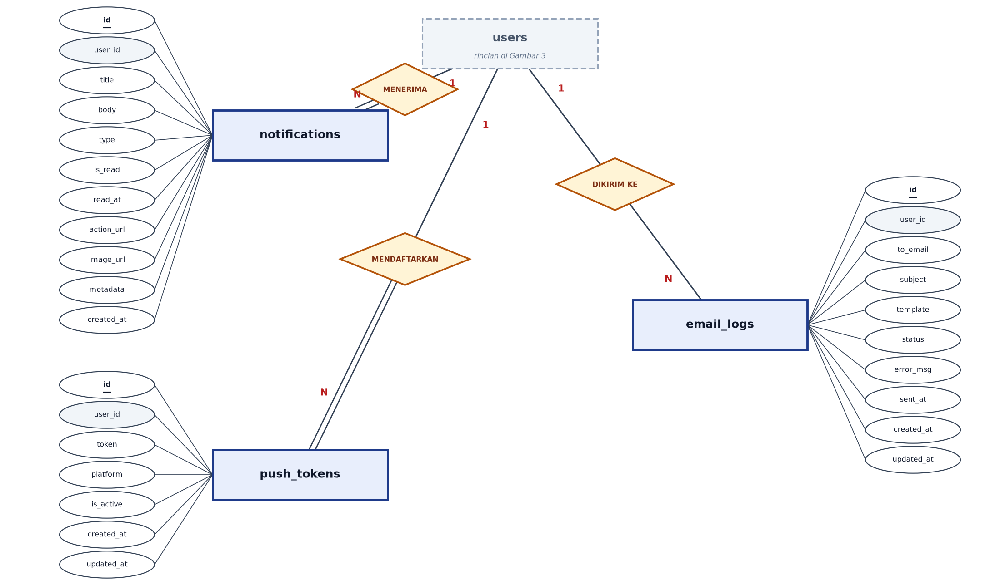 users
rincian di Gambar 3
MENERIMA
1
N
1
1
notifications
id
user_id
title
body
type
is_read
read_at
action_url
image_url
metadata
created_at
DIKIRIM KE
MENDAFTARKAN
N
N
email_logs
id
user_id
to_email
subject
template
status
error_msg
sent_at
created_at
updated_at
push_tokens
id
user_id
token
platform
is_active
created_at
updated_at